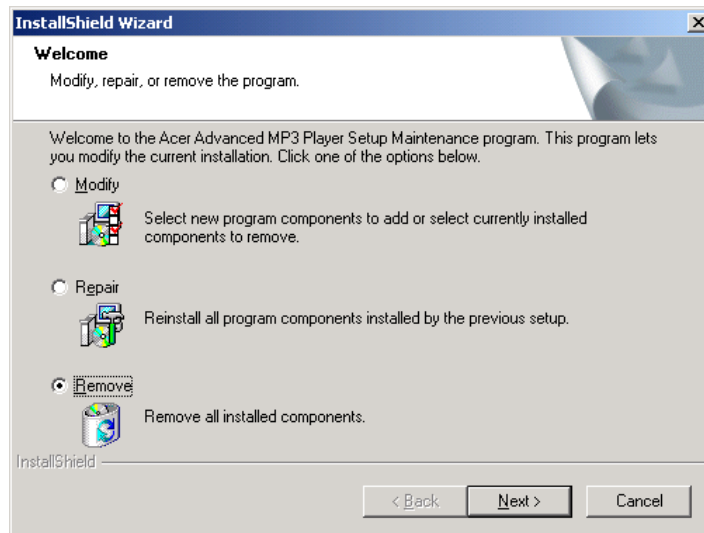 InstallShield Wizard
Welcome
Modify, repair, or remove the program.
Welcome to the Acer Advanced MP3 Player Setup Maintenance program. This program lets
you modify the current installation. Click one of the options below.
Modify
Select new program components to add or select currently installed
components to remove.
Repair
Reinstall all program components installed by the previous setup.
Remove
Remove all installed components.
InstallShield
< Back
Next >
Cancel